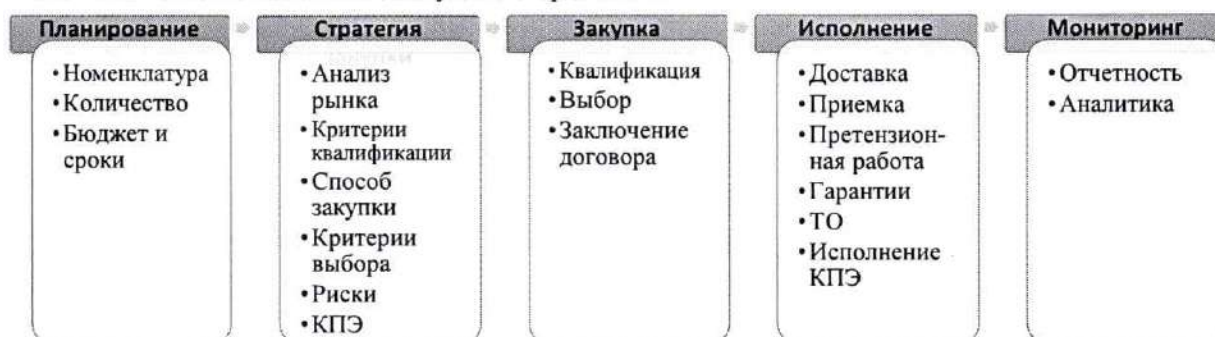 Планирование
• Номенклатура
• Количество
• Бюджет и
сроки
Стратегия
• Анализ
рынка
• Критерии
квалификации
• Способ
закупки
• Критерии
выбора
• Риски
• КПЭ
Закупка
• Квалификация
• Выбор
• Заключение
договора
Исполнение
• Доставка
• Приемка
• Претензион-
ная работа
• Гарантии
• ТО
• Исполнение
КПЭ
Мониторинг
• Отчетность
• Аналитика